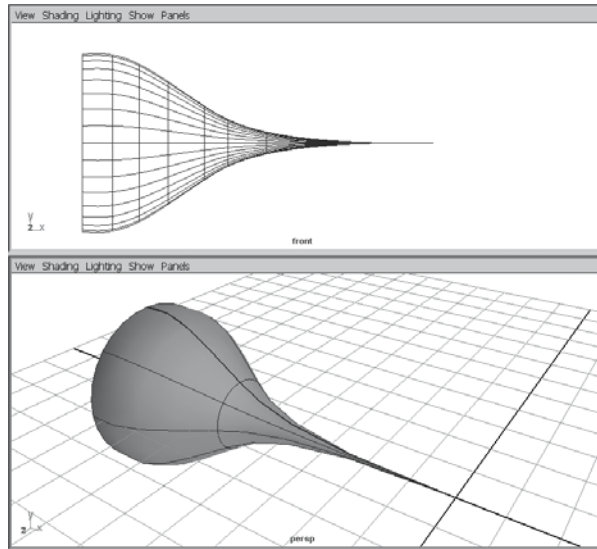 View Shading Lighting Show Panels
y
z x
front
View Shading Lighting Show Panels
y
z x
persp